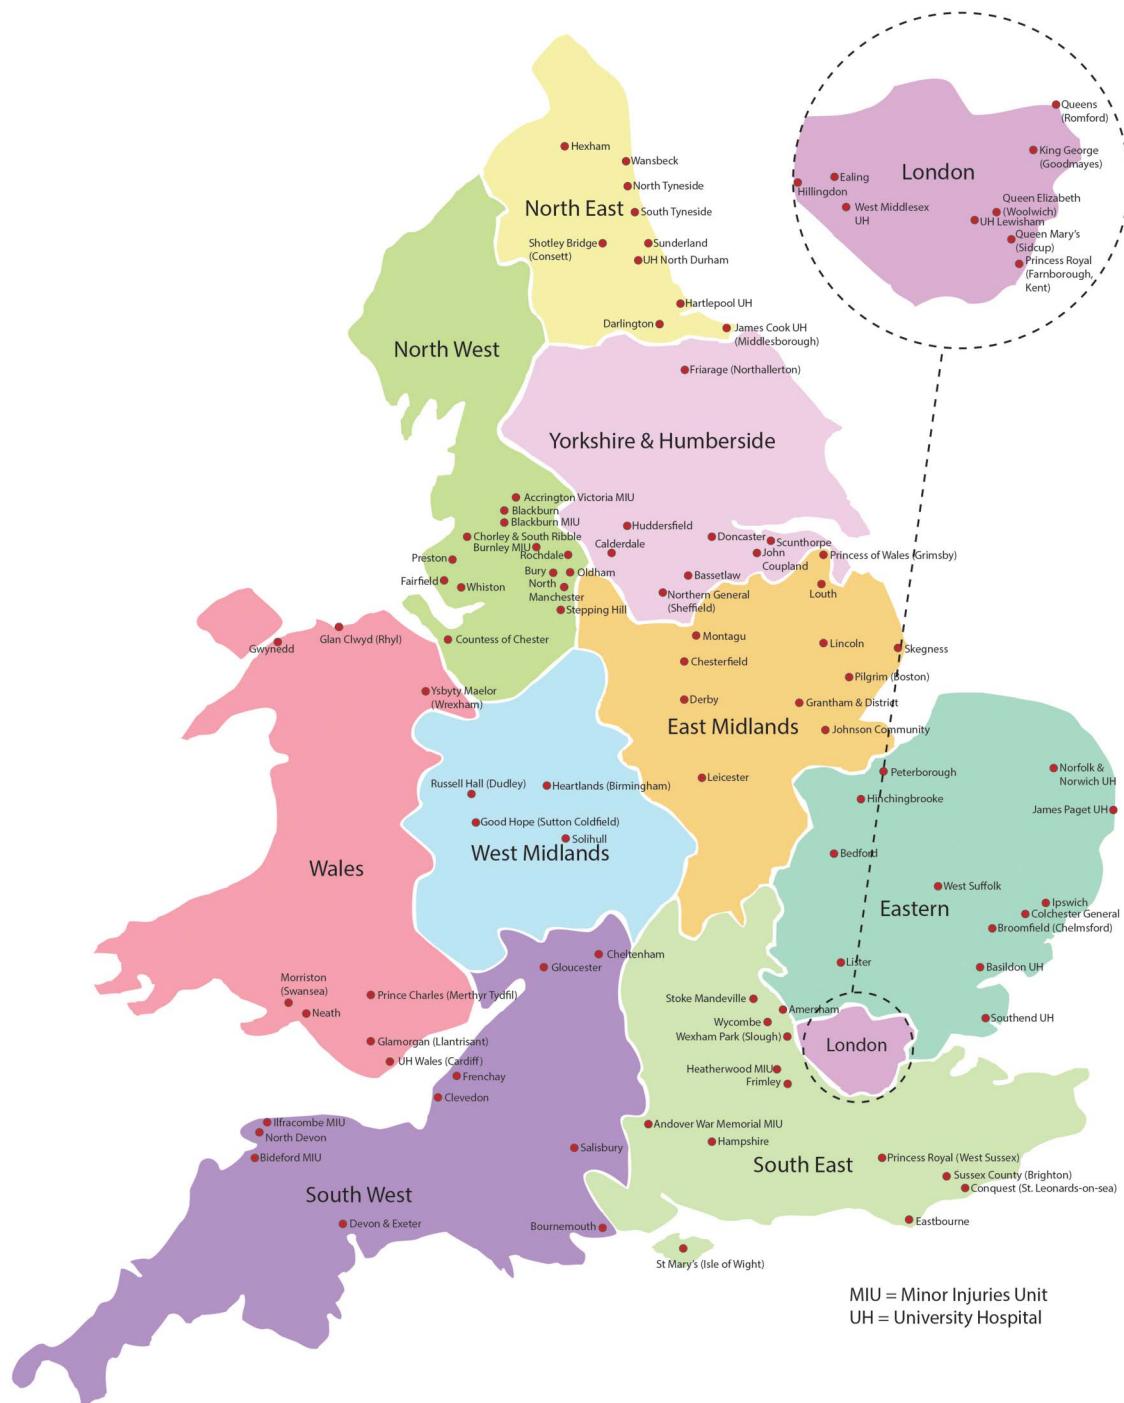 Queens
(Romford)
King George
(Goodmayes)
London
Ealing
Hillingdon
West Middlesex
UH
Queen Elizabeth
(Woolwich)
UH Lewisham
Queen Mary's
(Sidcup)
Princess Royal
(Farnborough,
Kent)
Hexham
Wansbeck
North Tyneside
North East
South Tyneside
Shotley Bridge
(Consett)
Sunderland
UH North Durham
Hartlepool UH
Darlington
James Cook UH
(Middlesborough)
North West
Friarage (Northallerton)
Yorkshire & Humberside
Accrington Victoria MIU
Blackburn
Blackburn MIU
Chorley & South Ribble
Burnley MIU
Preston
Rochdale
Fairfield
Whiston
Bury
Oldham
North
Manchester
Stepping Hill
Countess of Chester
Huddersfield
Calderdale
Doncaster
Scunthorpe
John
Coupland
Princess of Wales (Grimsby)
Bassetlaw
Northern General
(Sheffield)
Louth
Gwynedd
Glan Clwyd (Rhyl)
Ysbyty Maelor
(Wrexham)
Montagu
Lincoln
Skegness
Chesterfield
Pilgrim (Boston)
Derby
Grantham & District
East Midlands
Johnson Community
Leicester
Peterborough
Norfolk &
Norwich UH
Hinchingbrooke
James Paget UH
Russell Hall (Dudley)
Heartlands (Birmingham)
Good Hope (Sutton Coldfield)
Solihull
West Midlands
Bedford
Wales
West Suffolk
Eastern
Ipswich
Colchester General
Broomfield (Chelmsford)
Lister
Basildon UH
Southend UH
Cheltenham
Gloucester
Morriston
(Swansea)
Neath
Prince Charles (Merthyr Tydfil)
Glamorgan (Llantrisant)
UH Wales (Cardiff)
Frenchay
Clevedon
Stoke Mandeville
Amersham
Wycombe
Wexham Park (Slough)
London
Heatherwood MIU
Frimley
Ilfracombe MIU
North Devon
Bideford MIU
Salisbury
Andover War Memorial MIU
Hampshire
South East
Princess Royal (West Sussex)
Sussex County (Brighton)
Conquest (St. Leonards-on-sea)
South West
Devon & Exeter
Bournemouth
Eastbourne
St Mary's (Isle of Wight)
MIU = Minor Injuries Unit
UH = University Hospital